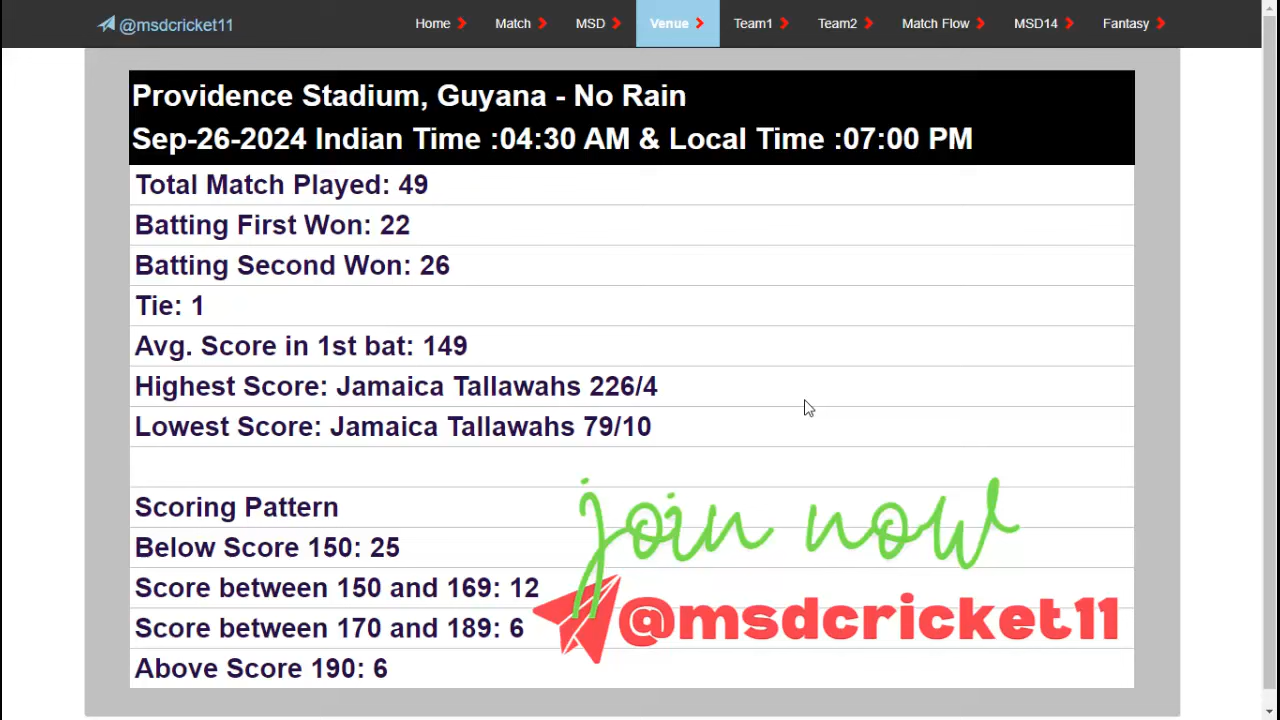 @msdcricket11 Home Match MSD Venue Team1 Team2 Match Flow MSD14 Fantasy
Providence Stadium, Guyana - No Rain
Sep-26-2024 Indian Time :04:30 AM & Local Time :07:00 PM
Total Match Played: 49
Batting First Won: 22
Batting Second Won: 26
Tie: 1
Avg. Score in 1st bat: 149
Highest Score: Jamaica Tallawahs 226/4
Lowest Score: Jamaica Tallawahs 79/10
Scoring Pattern
Below Score 150: 25
Score between 150 and 169: 12
Score between 170 and 189: 6
Above Score 190: 6
join now
@msdcricket11